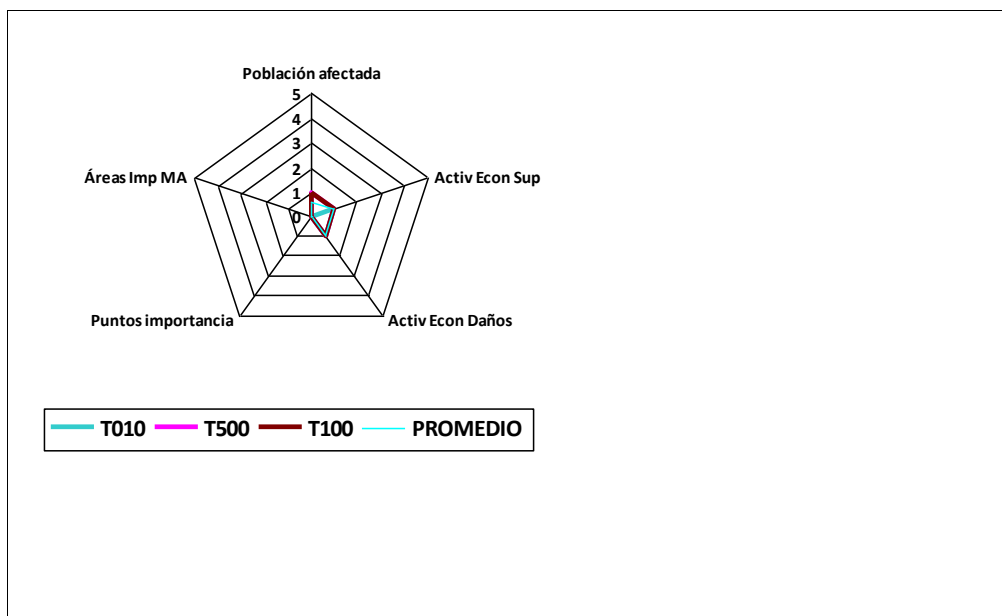 Población afectada
5
4
3
2
1
0
Áreas Imp MA
Activ Econ Sup
Puntos importancia
Activ Econ Daños
T010 T500 T100 PROMEDIO